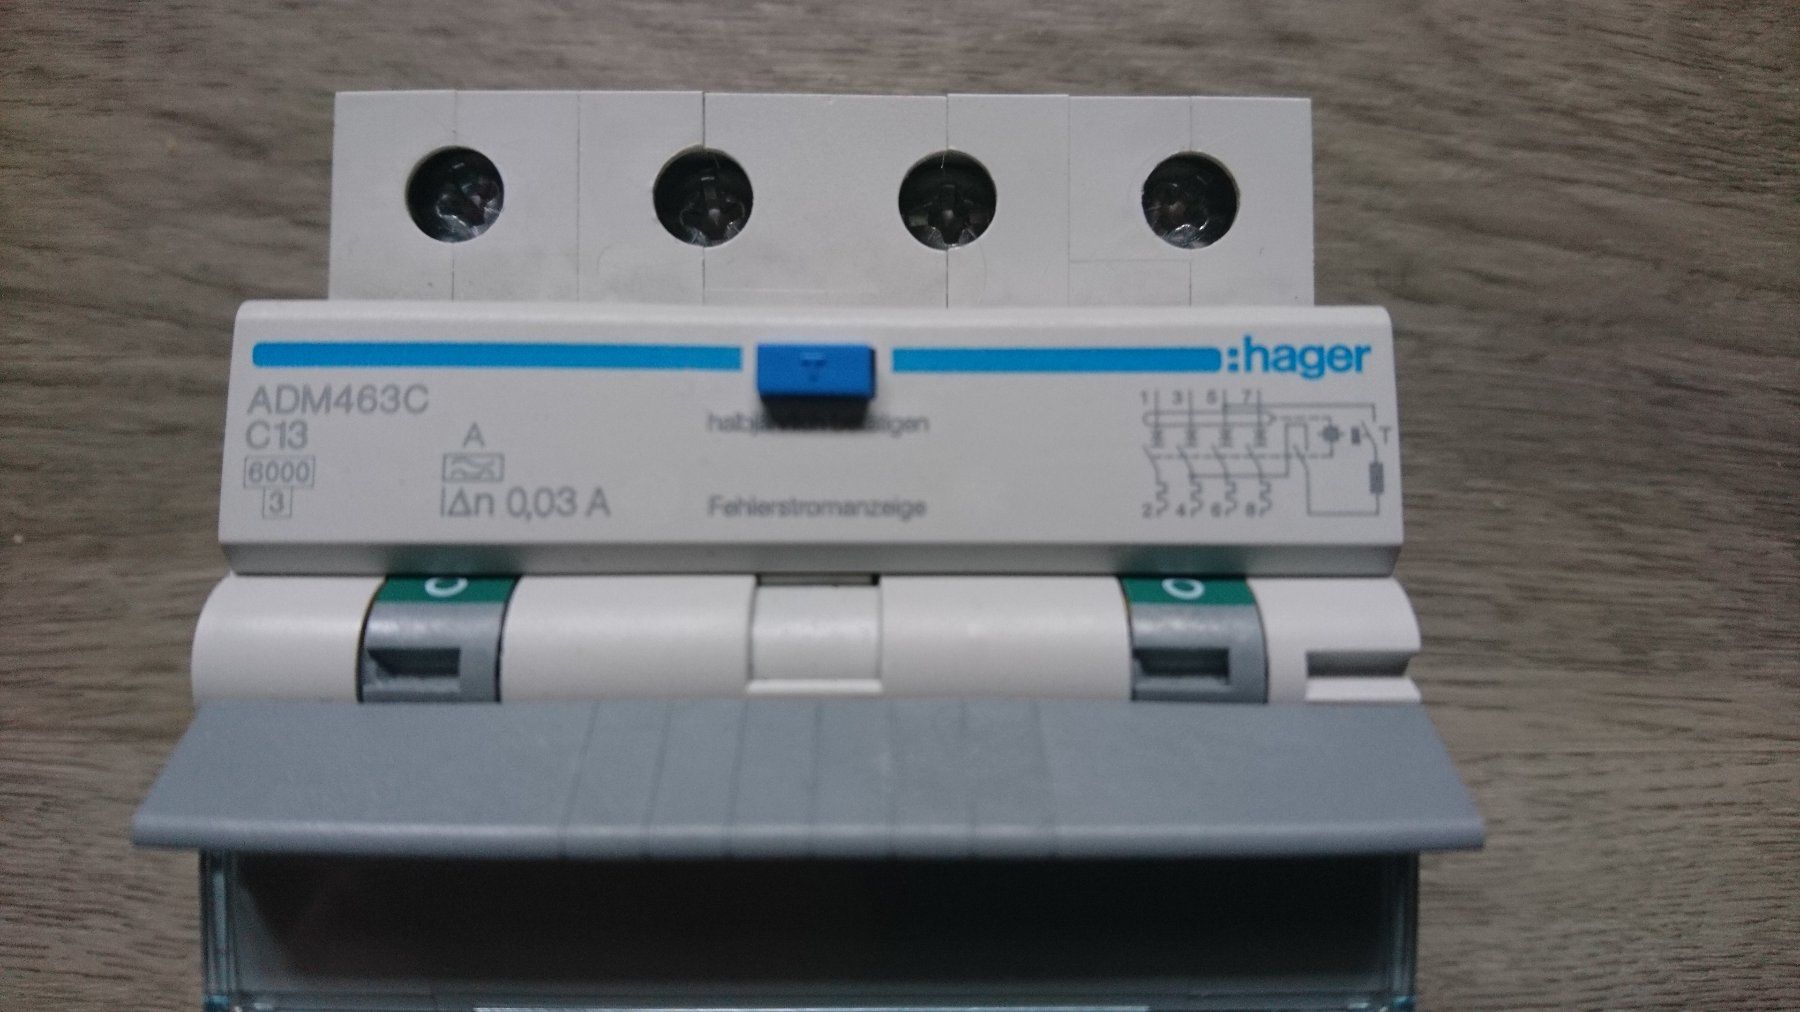 :hager
ADM463C
C13
6000
3
A
IΔn 0,03 A
T
Fehlerstromanzeige
1 3 5 7
T
2 4 6 8
O O